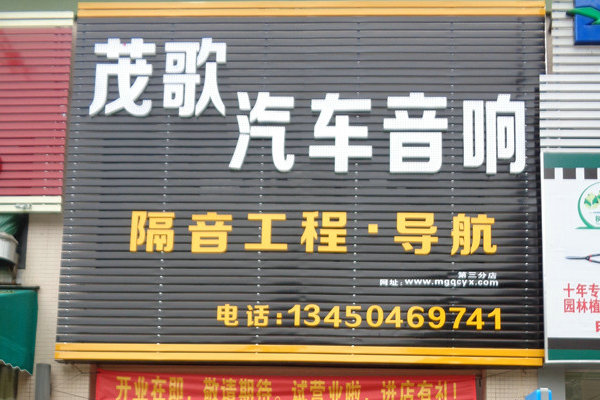 茂歌
汽车音响
隔音工程·导航
第三分店
网址:www.mgqcyx.com
电话:13450469741
开业在即,敬请期待。试营业啦,进店有礼!
十年专
园林植